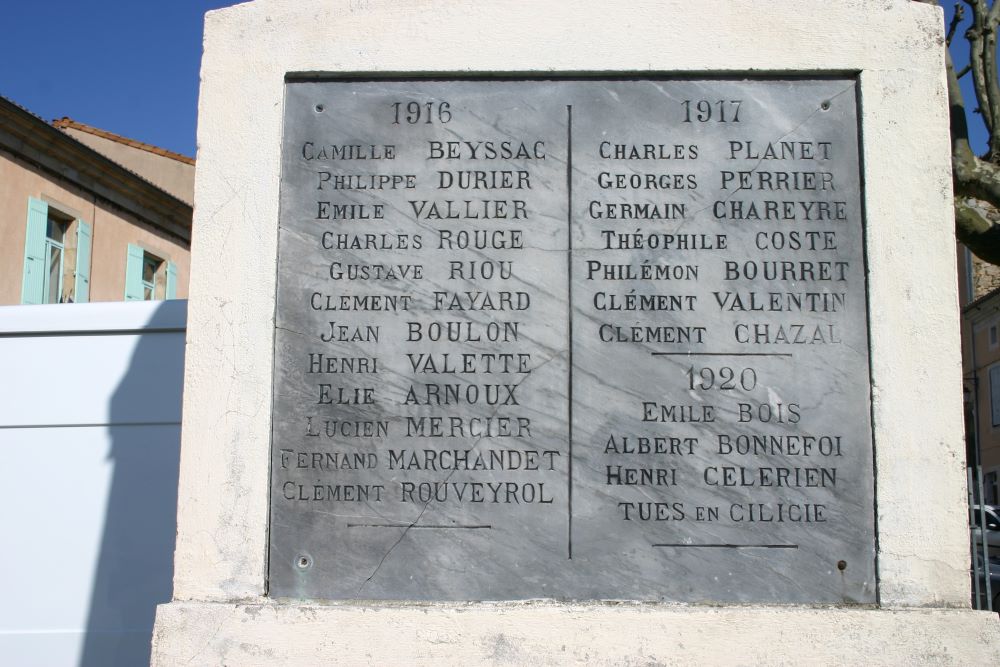 1916
CAMILLE BEYSSAC
PHILIPPE DURIER
EMILE VALLIER
CHARLES ROUGE
GUSTAVE RIOU
CLEMENT FAYARD
JEAN BOULON
HENRI VALETTE
ELIE ARNOUX
LUCIEN MERCIER
FERNAND MARCHANDET
CLÉMENT ROUVEYROL
1917
CHARLES PLANET
GEORGES PERRIER
GERMAIN CHAREYRE
THÉOPHILE COSTE
PHILÉMON BOURRET
CLÉMENT VALENTIN
CLÉMENT CHAZAL
1920
EMILE BOIS
ALBERT BONNEFOI
HENRI CELERIEN
TUES EN CILICIE